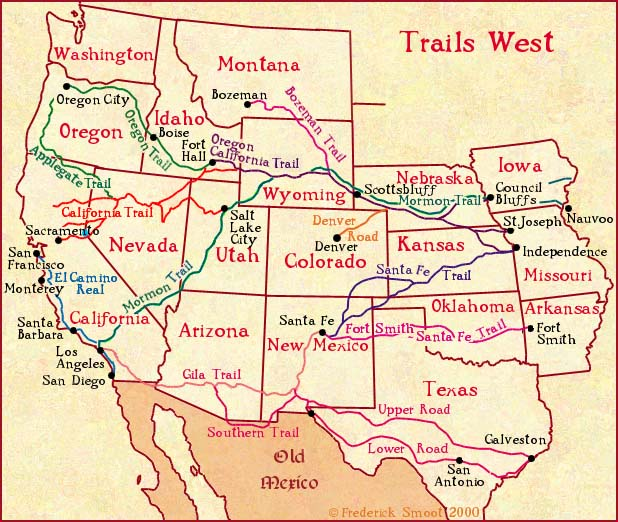 Trails West
Washington
Montana
Oregon City
Bozeman
Bozeman Trail
Idaho
Oregon
Oregon Trail
Boise
Fort
Hall
Oregon
California Trail
Iowa
Nebraska
Applegate Trail
Wyoming
Scottsbluff
Mormon Trail
Council
Bluffs
California Trail
Salt
Lake
City
Denver
Road
Denver
Nauvoo
St Joseph
Sacramento
Nevada
Utah
Colorado
Kansas
Independence
San
Francisco
El Camino
Real
Mormon Trail
Santa Fe
Trail
Missouri
Monterey
Oklahoma
Arkansas
Santa
Barbara
California
Arizona
Santa Fe
New Mexico
Fort Smith - Santa Fe Trail
Fort
Smith
Los
Angeles
San Diego
Gila Trail
Texas
Upper Road
Southern Trail
Lower Road
Galveston
Old
Mexico
San
Antonio
© Frederick Smoot 2000